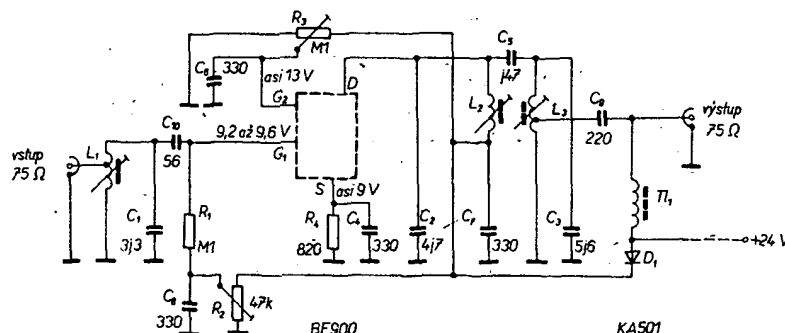 R3
M1
C6
330
asi 13 V
C5
j47
D
G2
L2
L3
C9
220
výstup
75 Ω
C10
56
9,2 až 9,6 V
G1
vstup
75 Ω
L1
S
asi 9 V
Tl1
C1
3j3
R1
M1
R4
820
C4
330
C2
4j7
330
C3
5j6
+24 V
D1
C8
330
R2
47k
BF900
KA501